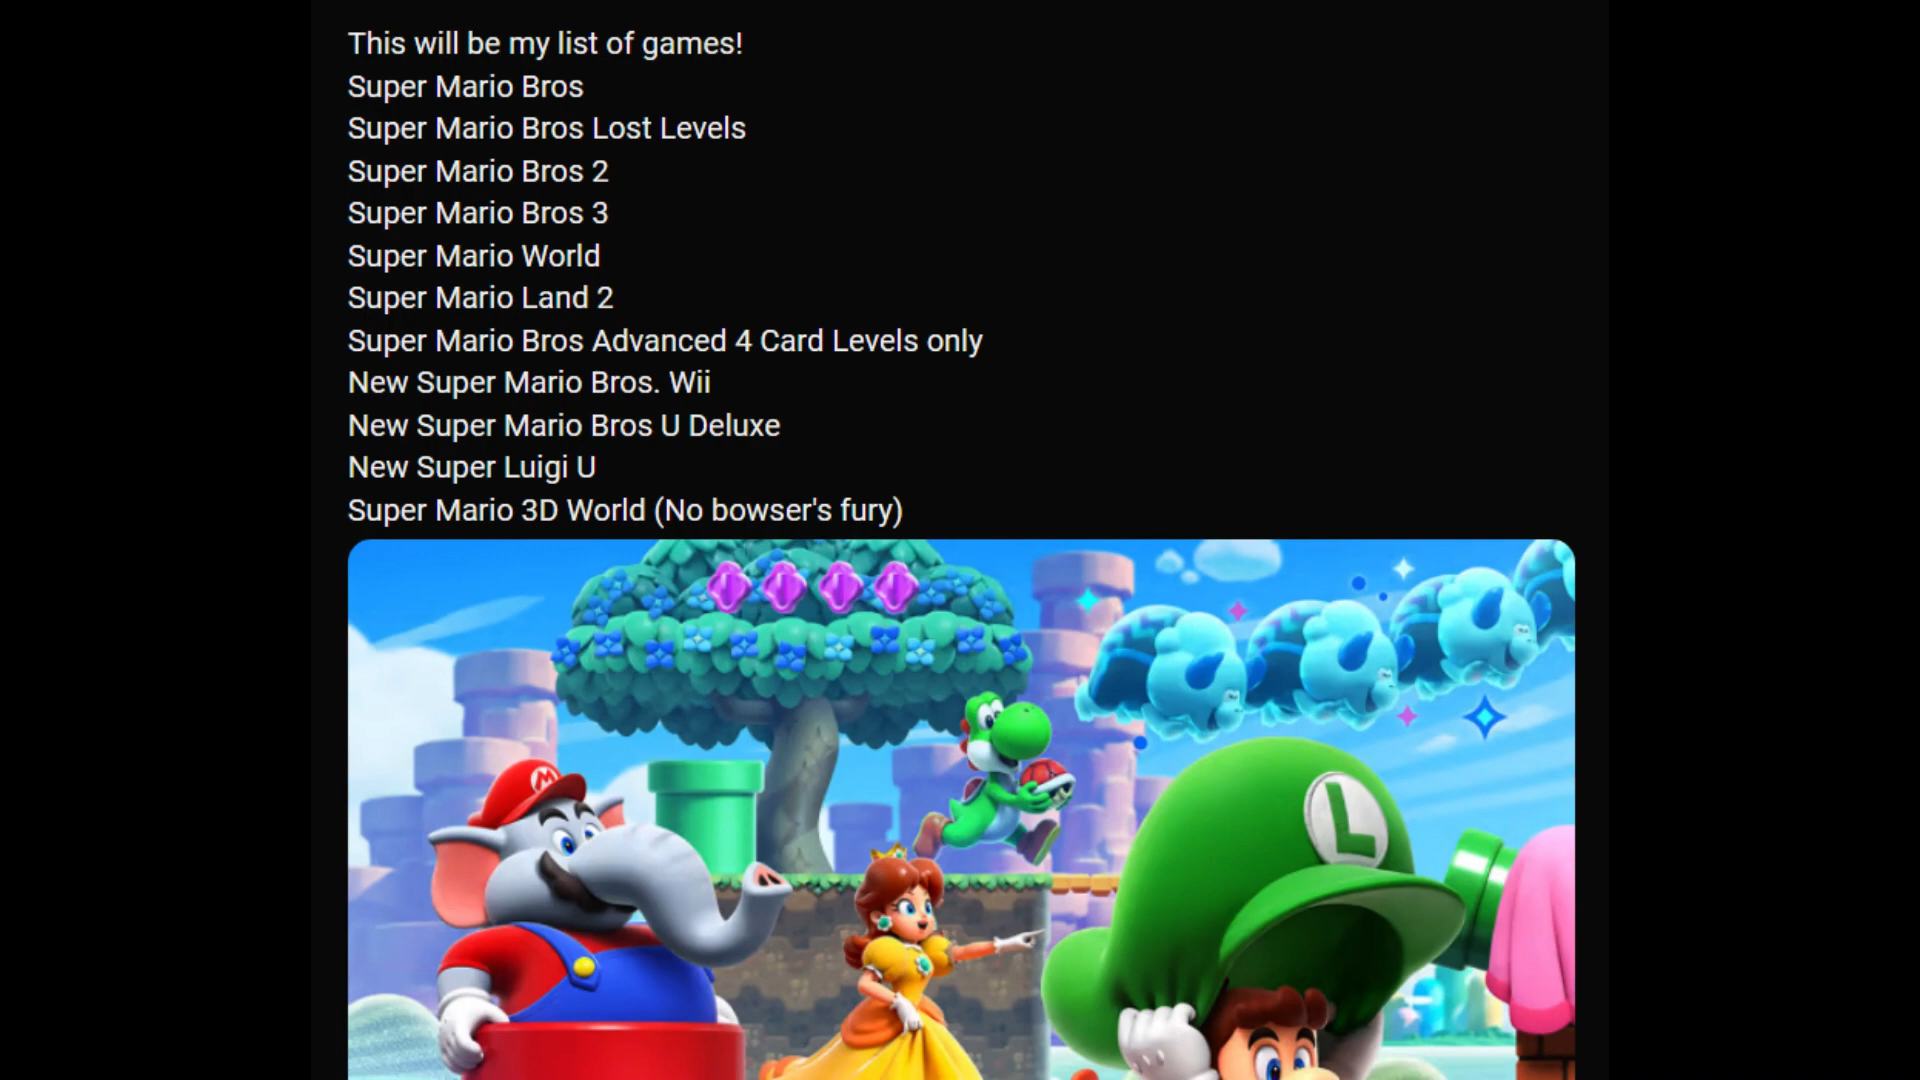 This will be my list of games!
Super Mario Bros
Super Mario Bros Lost Levels
Super Mario Bros 2
Super Mario Bros 3
Super Mario World
Super Mario Land 2
Super Mario Bros Advanced 4 Card Levels only
New Super Mario Bros. Wii
New Super Mario Bros U Deluxe
New Super Luigi U
Super Mario 3D World (No bowser's fury)
M
L